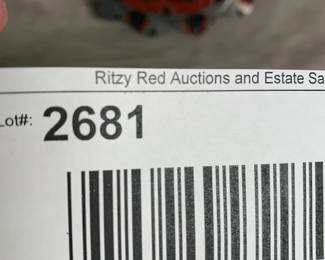 Ritzy Red Auctions and Estate Sa
Lot#: 2681